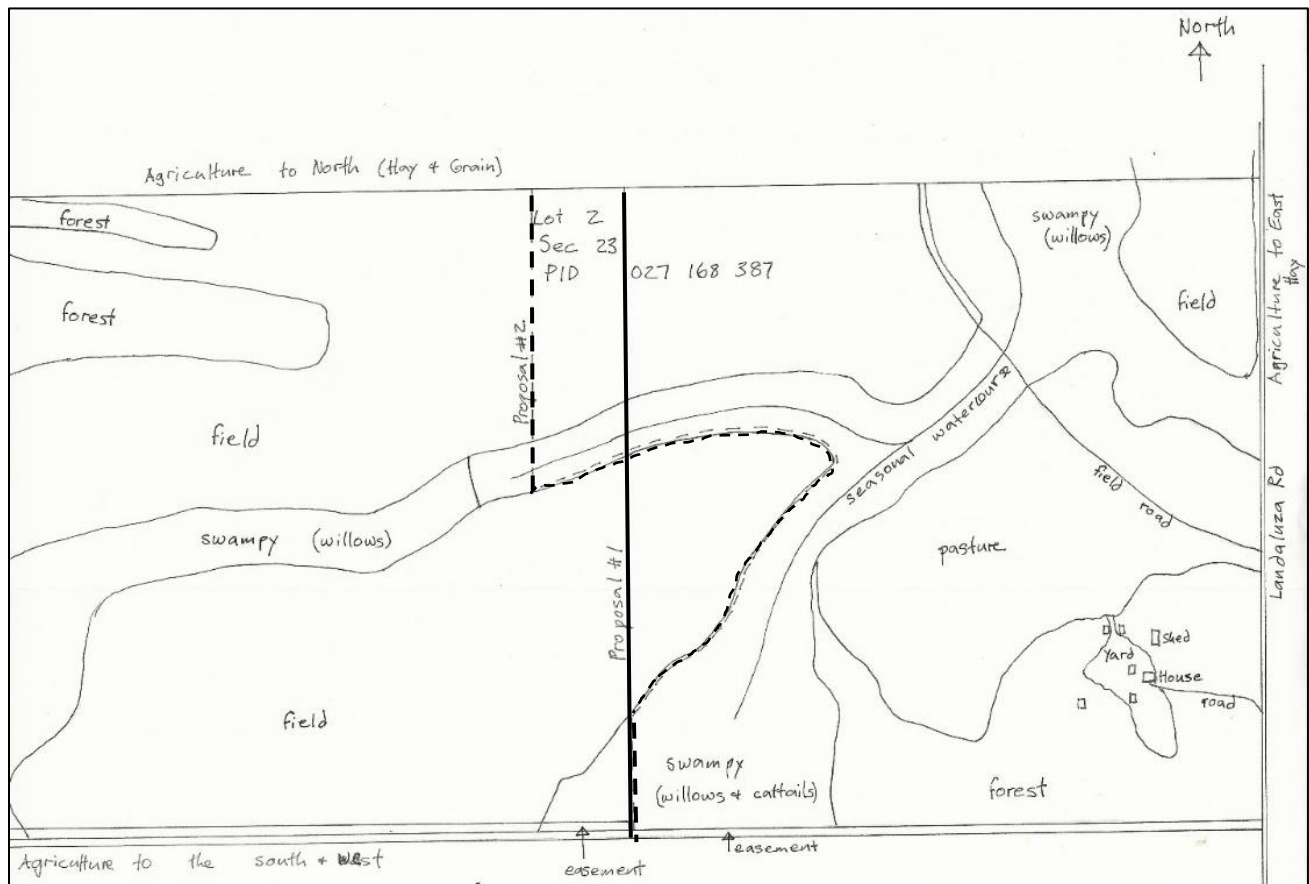 North
Agriculture to North (Hay & Grain)
forest
Lot 2
Sec 23
PID 027 168 387
swampy
(willows)
forest
field
Agriculture to East
Hay
Proposal #2
field
seasonal watercourse
field road
swampy (willows)
pasture
Landaluza Rd
Proposal #1
shed
Yard
House
road
field
swampy
(willows & cattails)
forest
Agriculture to the south & west
easement
easement